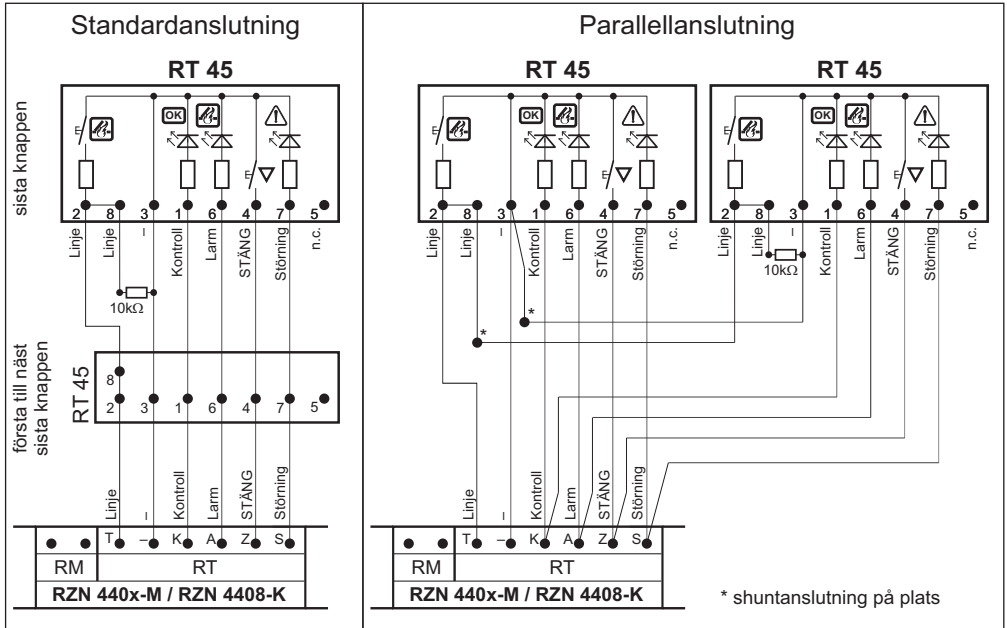 Standardanslutning
RT 45
sista knappen
OK
2 8 3 1 6 4 7 5
Linje Linje – Kontroll Larm STÄNG Störning n.c.
10kΩ
första till näst
sista knappen
RT 45
8
2 3 1 6 4 7 5
Linje – Kontroll Larm STÄNG Störning
T – K A Z S
RM RT
RZN 440x-M / RZN 4408-K
Parallellanslutning
RT 45
OK
2 8 3 1 6 4 7 5
Linje Linje – Kontroll Larm STÄNG Störning n.c.
RT 45
OK
2 8 3 1 6 4 7 5
Linje Linje – Kontroll Larm STÄNG Störning n.c.
10kΩ
*
*
Linje – Kontroll Larm STÄNG Störning
T – K A Z S
RM RT
RZN 440x-M / RZN 4408-K
* shuntanslutning på plats